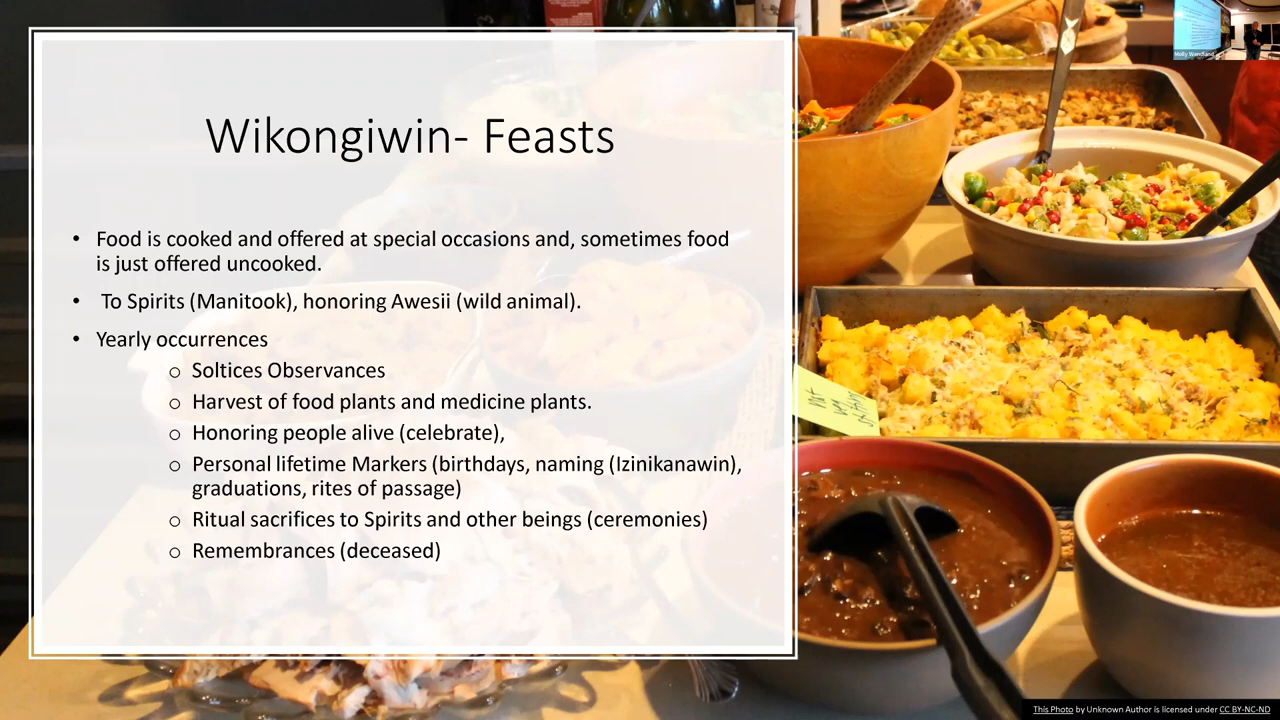 Wikongiwin- Feasts
• Food is cooked and offered at special occasions and, sometimes food
is just offered uncooked.
• To Spirits (Manitook), honoring Awesii (wild animal).
• Yearly occurrences
o Soltices Observances
o Harvest of food plants and medicine plants.
o Honoring people alive (celebrate),
o Personal lifetime Markers (birthdays, naming (Izinikanawin),
graduations, rites of passage)
o Ritual sacrifices to Spirits and other beings (ceremonies)
o Remembrances (deceased)
Molly Wendland
This Photo by Unknown Author is licensed under CC BY-NC-ND